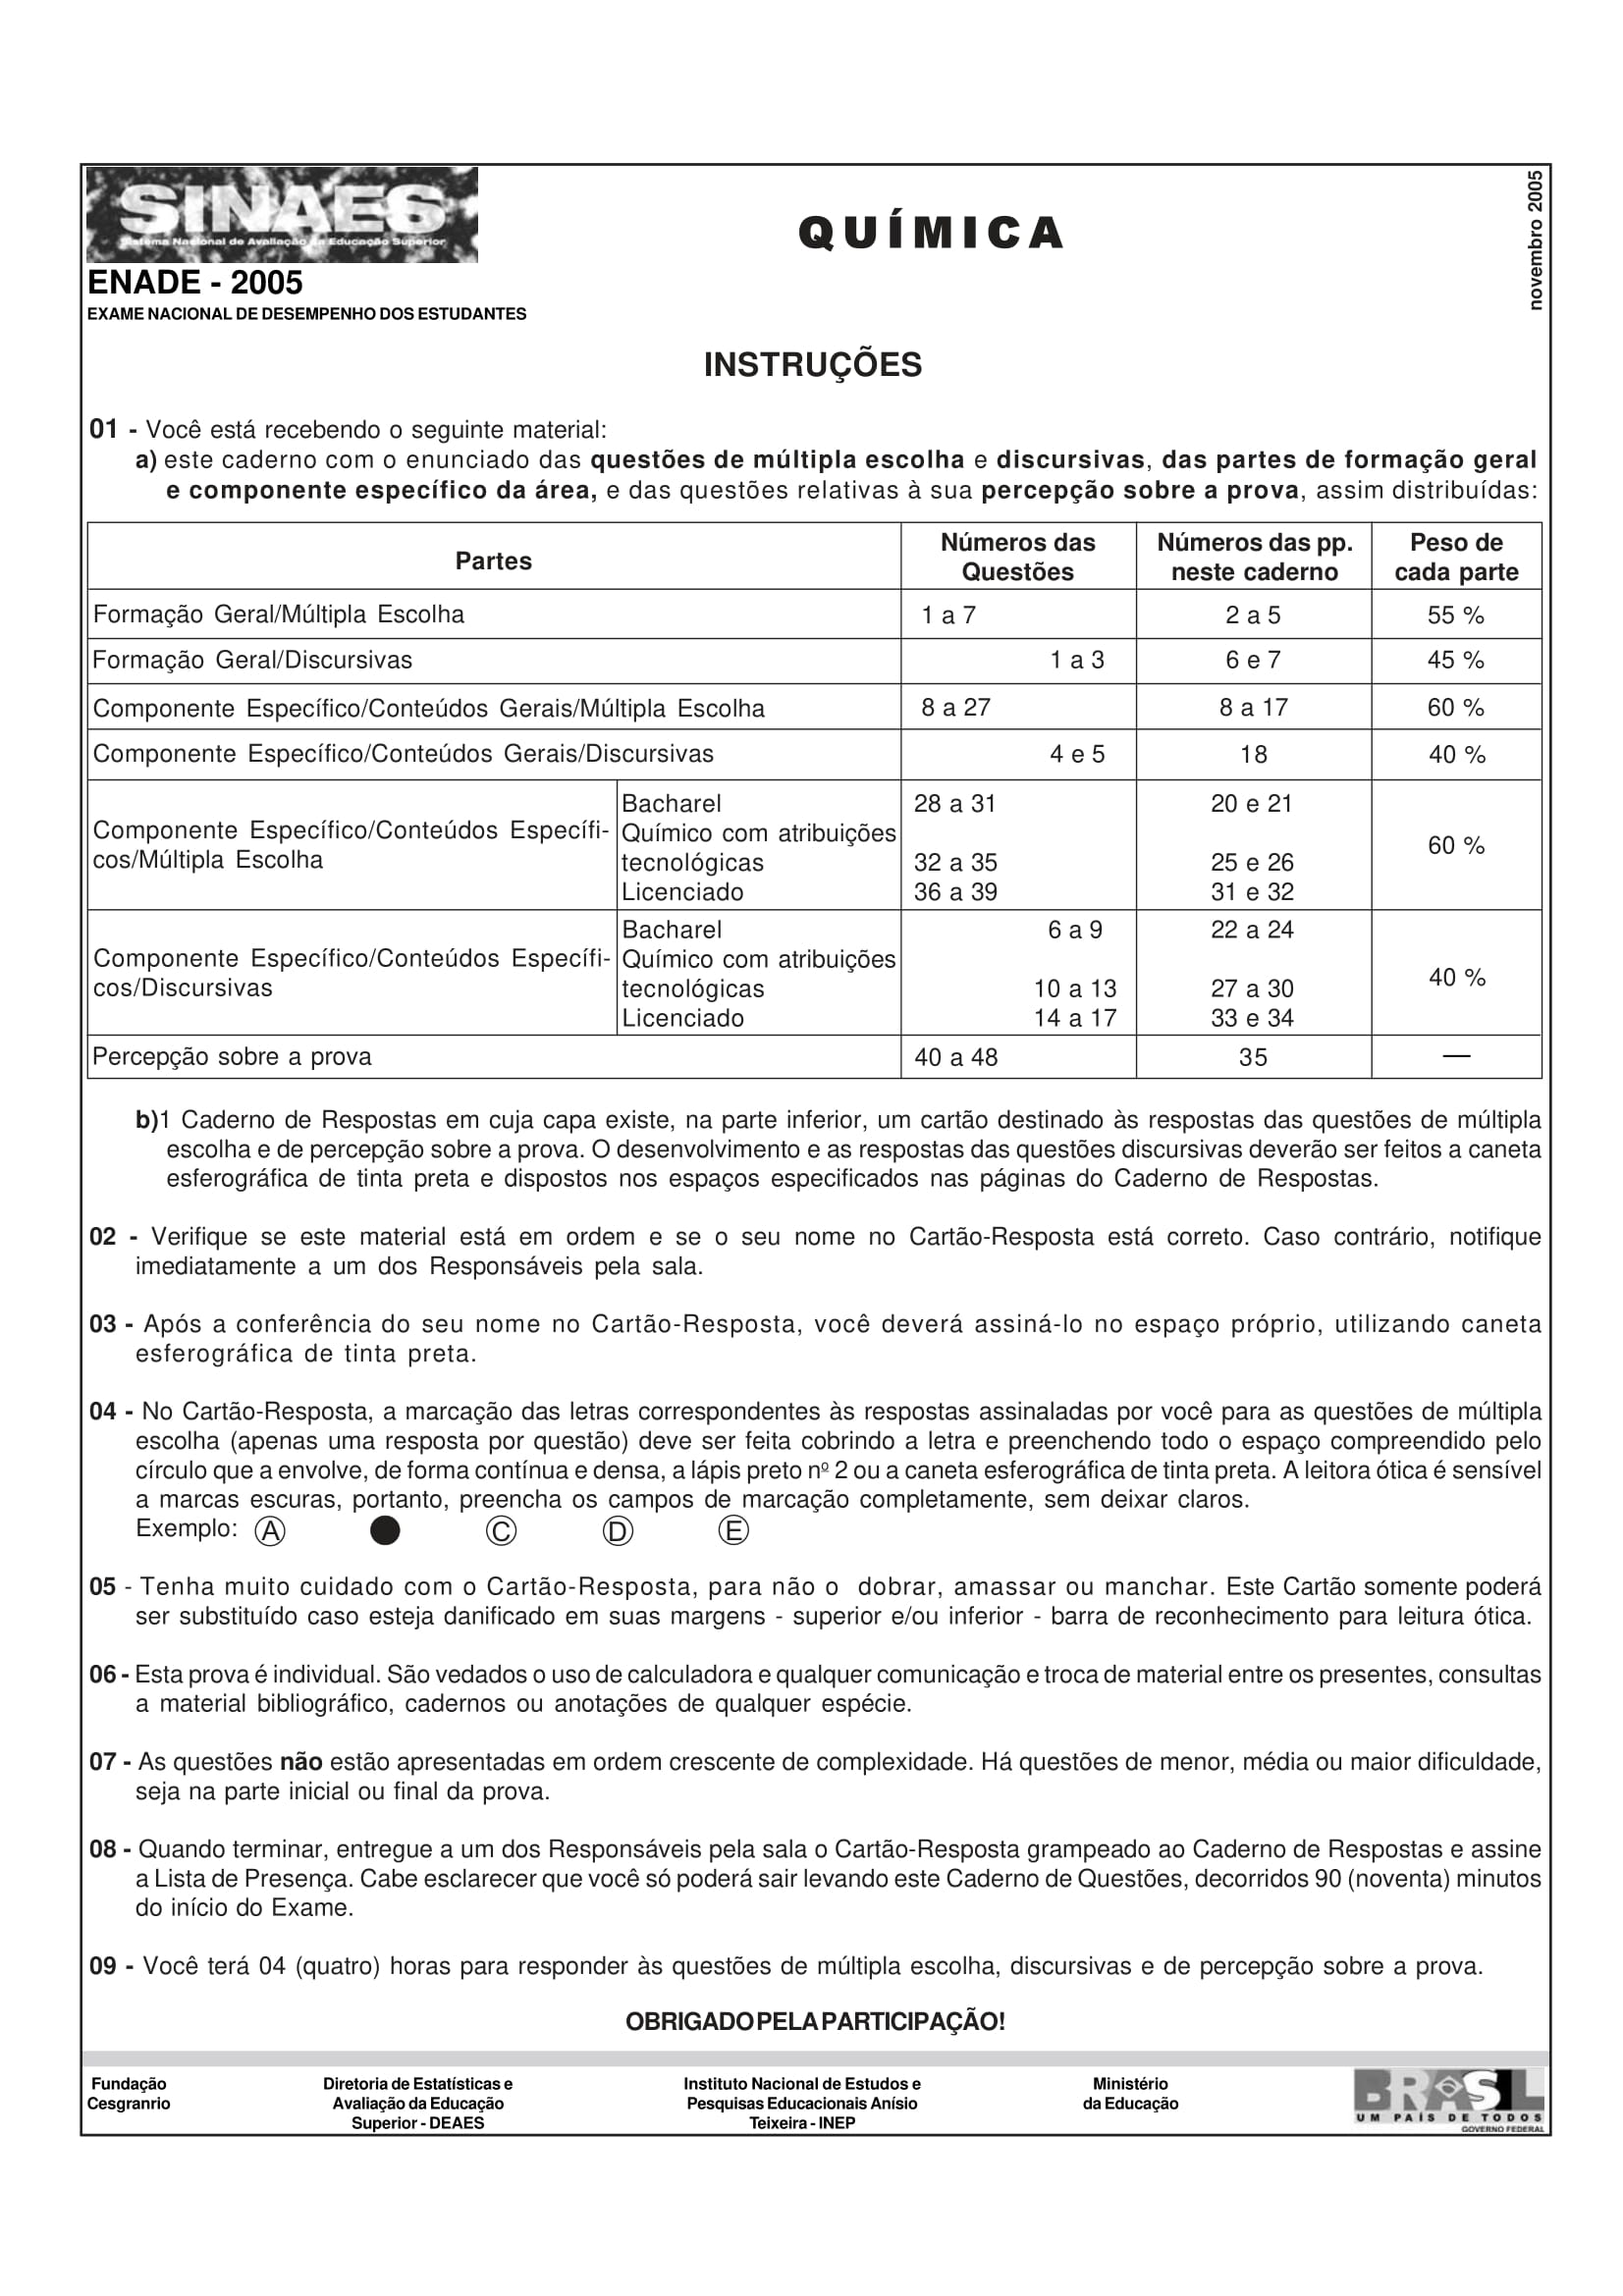 SINAES
Sistema Nacional de Avaliação da Educação Superior
ENADE - 2005
EXAME NACIONAL DE DESEMPENHO DOS ESTUDANTES
QUÍMICA
novembro 2005
INSTRUÇÕES
01 - Você está recebendo o seguinte material:
a) este caderno com o enunciado das questões de múltipla escolha e discursivas, das partes de formação geral
e componente específico da área, e das questões relativas à sua percepção sobre a prova, assim distribuídas:
Partes
Números das
Questões
Números das pp.
neste caderno
Peso de
cada parte
Formação Geral/Múltipla Escolha 1 a 7 2 a 5 55 %
Formação Geral/Discursivas 1 a 3 6 e 7 45 %
Componente Específico/Conteúdos Gerais/Múltipla Escolha 8 a 27 8 a 17 60 %
Componente Específico/Conteúdos Gerais/Discursivas 4 e 5 18 40 %
Componente Específico/Conteúdos Específi-
cos/Múltipla Escolha
Bacharel 28 a 31 20 e 21
Químico com atribuições
tecnológicas 32 a 35 25 e 26
Licenciado 36 a 39 31 e 32
60 %
Componente Específico/Conteúdos Específi-
cos/Discursivas
Bacharel 6 a 9 22 a 24
Químico com atribuições
tecnológicas 10 a 13 27 a 30
Licenciado 14 a 17 33 e 34
40 %
Percepção sobre a prova 40 a 48 35 —
b)1 Caderno de Respostas em cuja capa existe, na parte inferior, um cartão destinado às respostas das questões de múltipla
escolha e de percepção sobre a prova. O desenvolvimento e as respostas das questões discursivas deverão ser feitos a caneta
esferográfica de tinta preta e dispostos nos espaços especificados nas páginas do Caderno de Respostas.
02 - Verifique se este material está em ordem e se o seu nome no Cartão-Resposta está correto. Caso contrário, notifique
imediatamente a um dos Responsáveis pela sala.
03 - Após a conferência do seu nome no Cartão-Resposta, você deverá assiná-lo no espaço próprio, utilizando caneta
esferográfica de tinta preta.
04 - No Cartão-Resposta, a marcação das letras correspondentes às respostas assinaladas por você para as questões de múltipla
escolha (apenas uma resposta por questão) deve ser feita cobrindo a letra e preenchendo todo o espaço compreendido pelo
círculo que a envolve, de forma contínua e densa, a lápis preto nº 2 ou a caneta esferográfica de tinta preta. A leitora ótica é sensível
a marcas escuras, portanto, preencha os campos de marcação completamente, sem deixar claros.
Exemplo: A C D E
05 - Tenha muito cuidado com o Cartão-Resposta, para não o dobrar, amassar ou manchar. Este Cartão somente poderá
ser substituído caso esteja danificado em suas margens - superior e/ou inferior - barra de reconhecimento para leitura ótica.
06 - Esta prova é individual. São vedados o uso de calculadora e qualquer comunicação e troca de material entre os presentes, consultas
a material bibliográfico, cadernos ou anotações de qualquer espécie.
07 - As questões não estão apresentadas em ordem crescente de complexidade. Há questões de menor, média ou maior dificuldade,
seja na parte inicial ou final da prova.
08 - Quando terminar, entregue a um dos Responsáveis pela sala o Cartão-Resposta grampeado ao Caderno de Respostas e assine
a Lista de Presença. Cabe esclarecer que você só poderá sair levando este Caderno de Questões, decorridos 90 (noventa) minutos
do início do Exame.
09 - Você terá 04 (quatro) horas para responder às questões de múltipla escolha, discursivas e de percepção sobre a prova.
OBRIGADO PELA PARTICIPAÇÃO!
Fundação
Cesgranrio
Diretoria de Estatísticas e
Avaliação da Educação
Superior - DEAES
Instituto Nacional de Estudos e
Pesquisas Educacionais Anísio
Teixeira - INEP
Ministério
da Educação
BRASIL
UM PAÍS DE TODOS
GOVERNO FEDERAL